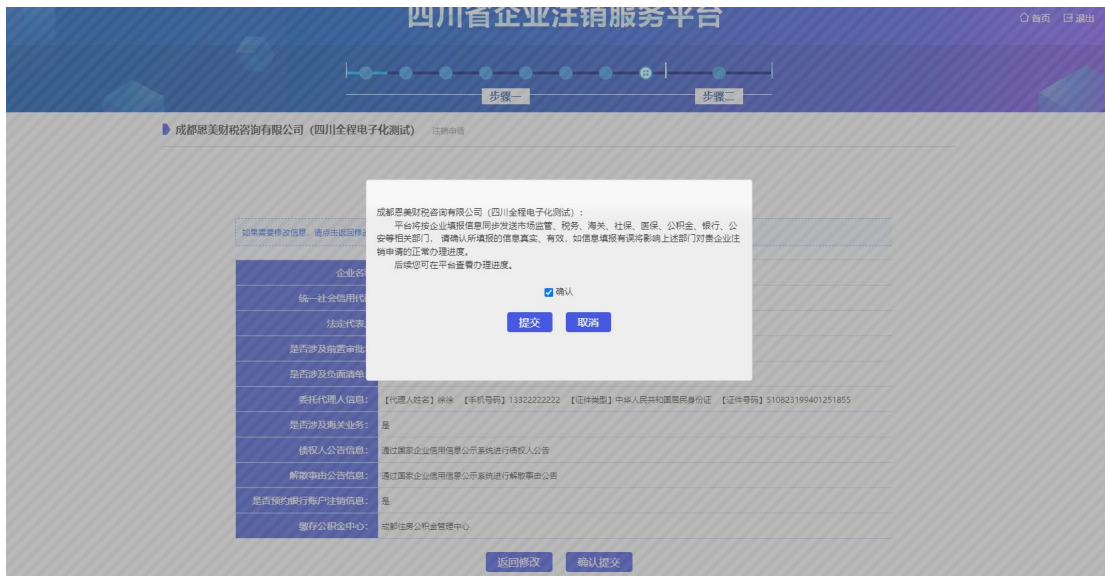 四川省企业注销服务平台
首页 退出
步骤一 步骤二
成都恩美财税咨询有限公司（四川全程电子化测试） 注销申请
成都恩美财税咨询有限公司（四川全程电子化测试）：
平台将按企业填报信息同步发送市场监管、税务、海关、社保、医保、公积金、银行、公
安等相关部门，请确认所填报的信息真实、有效，如信息填报有误将影响上述部门对贵企业注
销申请的正常办理进度。
后续您可在平台查看办理进度。
确认
提交 取消
如果需要修改信息，请点击返回修改
企业名
统一社会信用代
法定代表
是否涉及前置审批
是否涉及负面清单
委托代理人信息： 【代理人姓名】徐徐 【手机号码】13322222222 【证件类型】中华人民共和国居民身份证 【证件号码】510823199401251855
是否涉及海关业务： 是
债权人公告信息： 通过国家企业信用信息公示系统进行债权人公告
解散事由公告信息： 通过国家企业信用信息公示系统进行解散事由公告
是否预约银行账户注销信息： 是
缴存公积金中心： 成都住房公积金管理中心
返回修改 确认提交